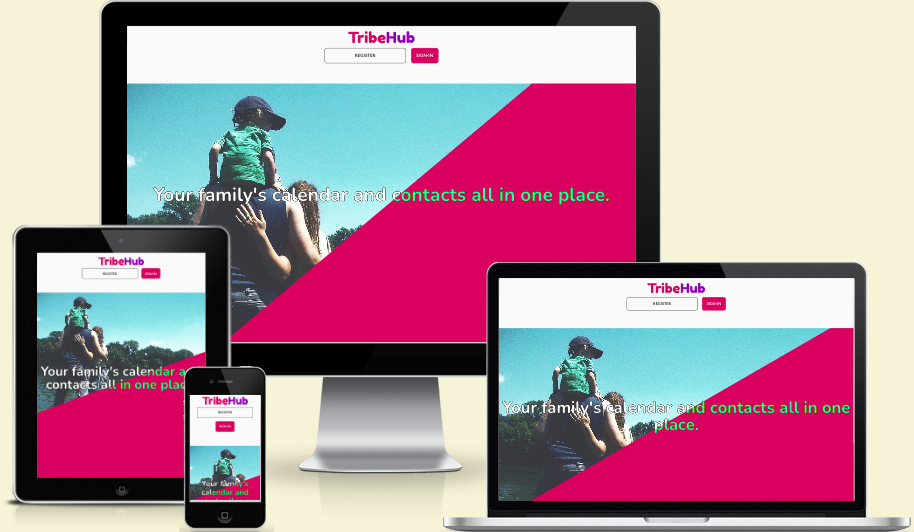 TribeHub
REGISTER
SIGN-IN
Your family's calendar and contacts all in one place.
TribeHub
REGISTER
SIGN-IN
Your family's calendar a
contacts all in one plac
TribeHub
REGISTER
SIGN-IN
Your family's
calendar and
TribeHub
REGISTER
SIGN-IN
Your family's calendar and contacts all in one
place.